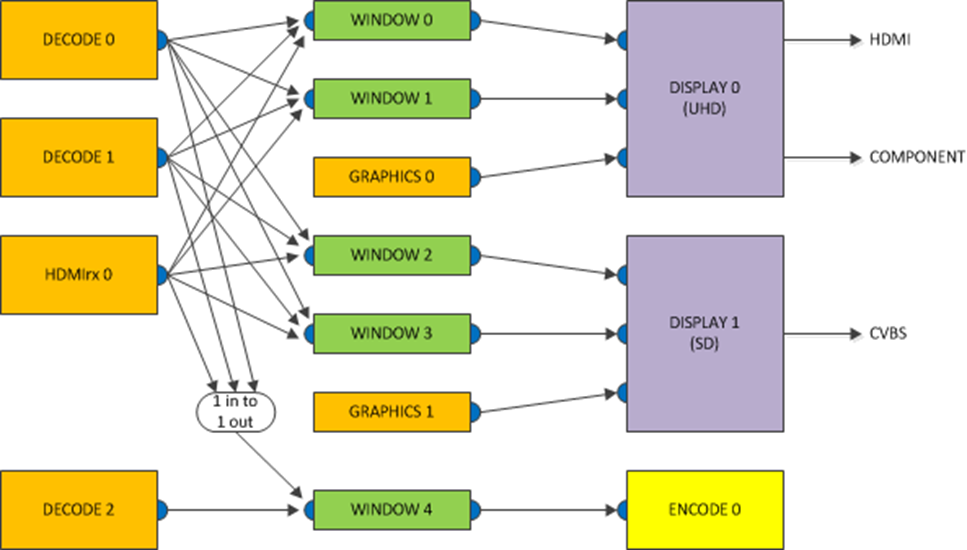 DECODE 0
WINDOW 0
HDMI
WINDOW 1
DISPLAY 0
(UHD)
DECODE 1
COMPONENT
GRAPHICS 0
HDMIrx 0
WINDOW 2
DISPLAY 1
(SD)
WINDOW 3
CVBS
1 in to
1 out
GRAPHICS 1
DECODE 2
WINDOW 4
ENCODE 0